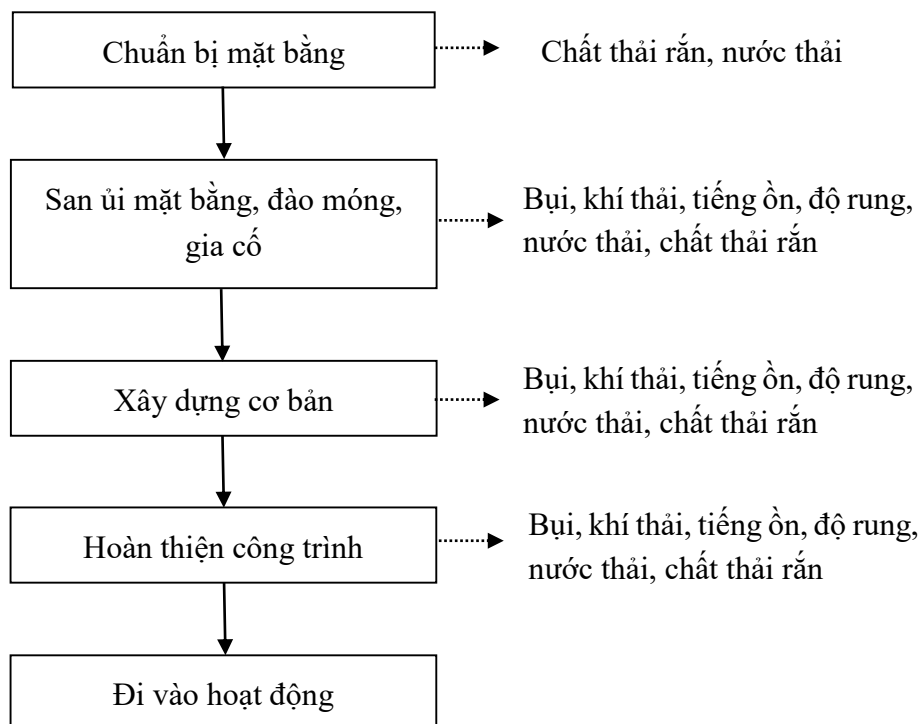 Chuẩn bị mặt bằng
Chất thải rắn, nước thải
San ủi mặt bằng, đào móng,
gia cố
Bụi, khí thải, tiếng ồn, độ rung,
nước thải, chất thải rắn
Xây dựng cơ bản
Bụi, khí thải, tiếng ồn, độ rung,
nước thải, chất thải rắn
Hoàn thiện công trình
Bụi, khí thải, tiếng ồn, độ rung,
nước thải, chất thải rắn
Đi vào hoạt động